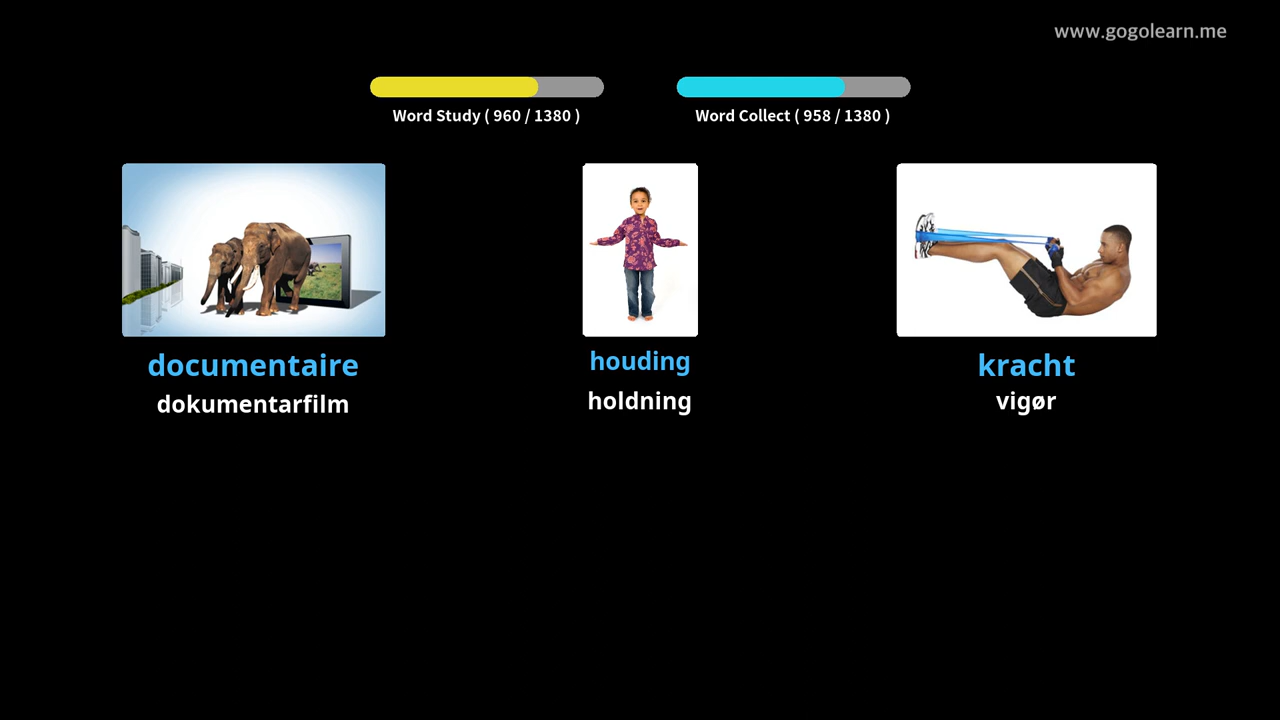 www.gogolearn.me
Word Study ( 960 / 1380 )
Word Collect ( 958 / 1380 )
documentaire
dokumentarfilm
houding
holdning
kracht
vigør